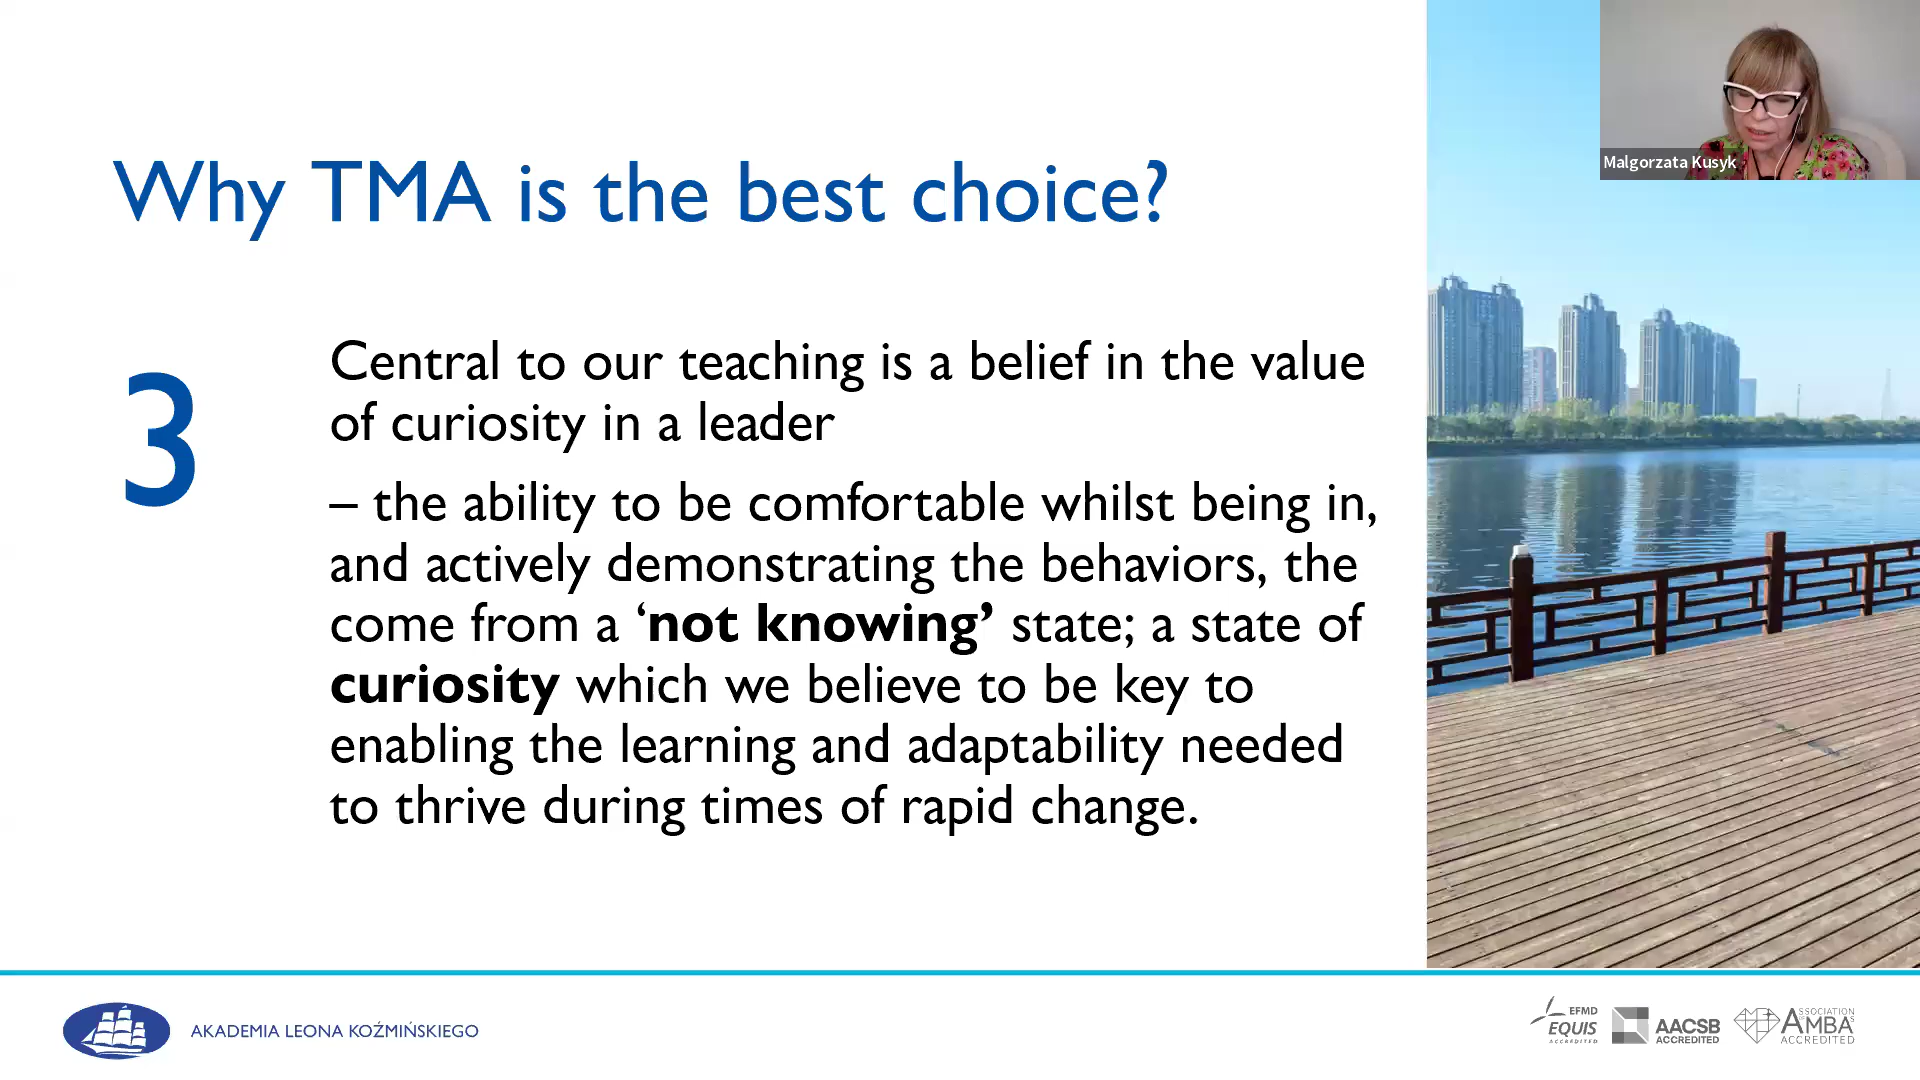 Malgorzata Kusyk
Why TMA is the best choice?
3
Central to our teaching is a belief in the value
of curiosity in a leader
– the ability to be comfortable whilst being in,
and actively demonstrating the behaviors, the
come from a ‘not knowing’ state; a state of
curiosity which we believe to be key to
enabling the learning and adaptability needed
to thrive during times of rapid change.
AKADEMIA LEONA KOŹMIŃSKIEGO
EFMD
EQUIS
ACCREDITED
AACSB
ACCREDITED
ASSOCIATION
OF
AMBAS
ACCREDITED